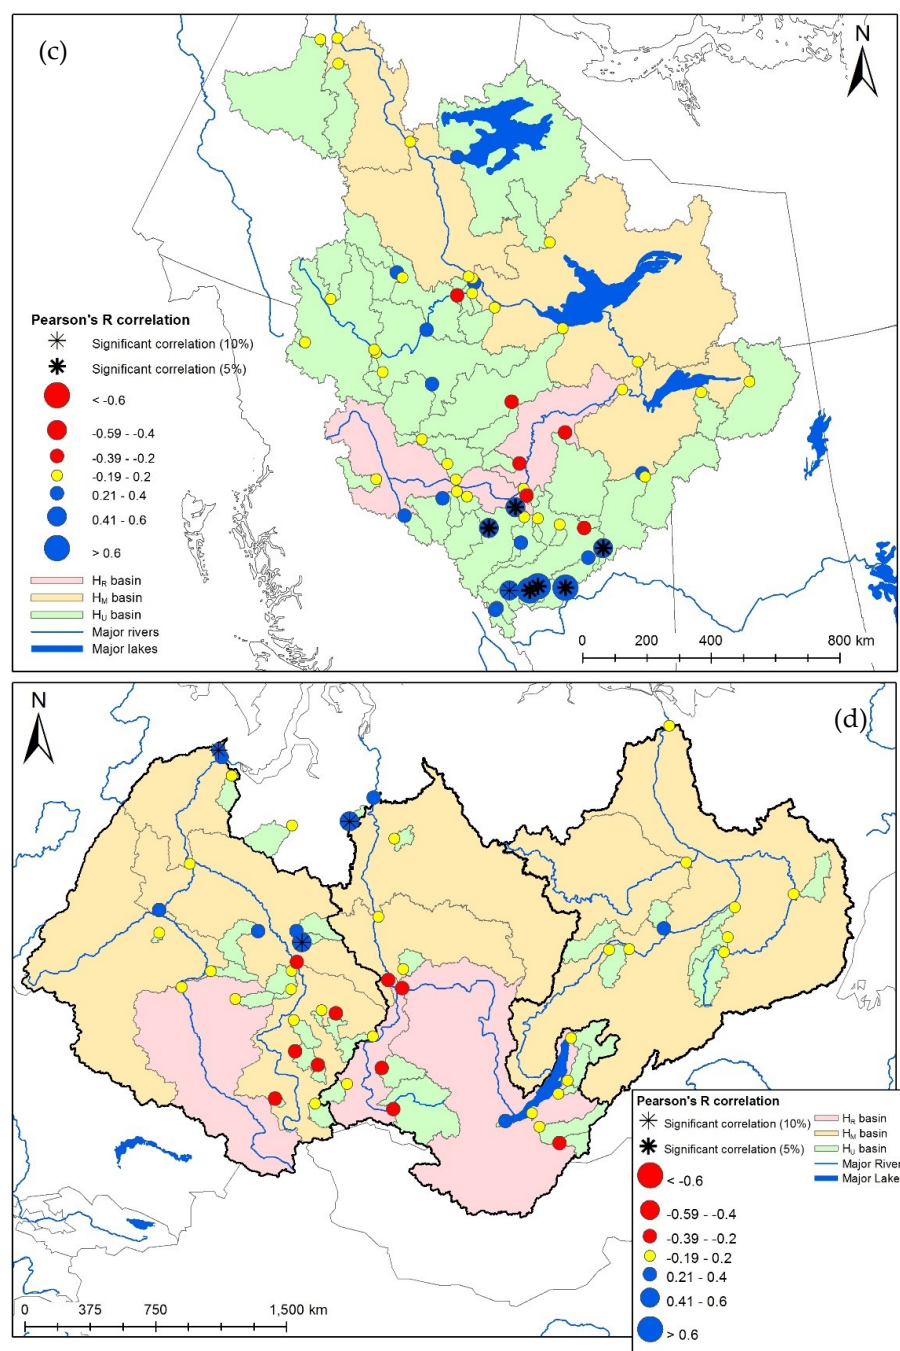 (c)
N
Pearson's R correlation
Significant correlation (10%)
Significant correlation (5%)
< -0.6
-0.59 - -0.4
-0.39 - -0.2
-0.19 - 0.2
0.21 - 0.4
0.41 - 0.6
> 0.6
HR basin
HM basin
HU basin
Major rivers
Major lakes
0 200 400 800 km
N
(d)
Pearson's R correlation
Significant correlation (10%)
Significant correlation (5%)
< -0.6
-0.59 - -0.4
-0.39 - -0.2
-0.19 - 0.2
0.21 - 0.4
0.41 - 0.6
> 0.6
HR basin
HM basin
HU basin
Major River
Major Lake
0 375 750 1,500 km